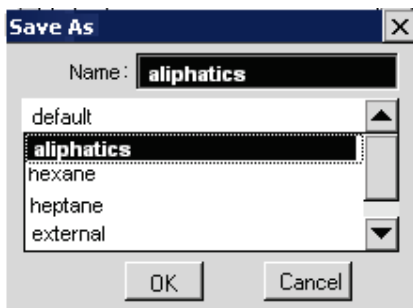 Save As
Name: aliphatics
default
aliphatics
hexane
heptane
external
OK Cancel